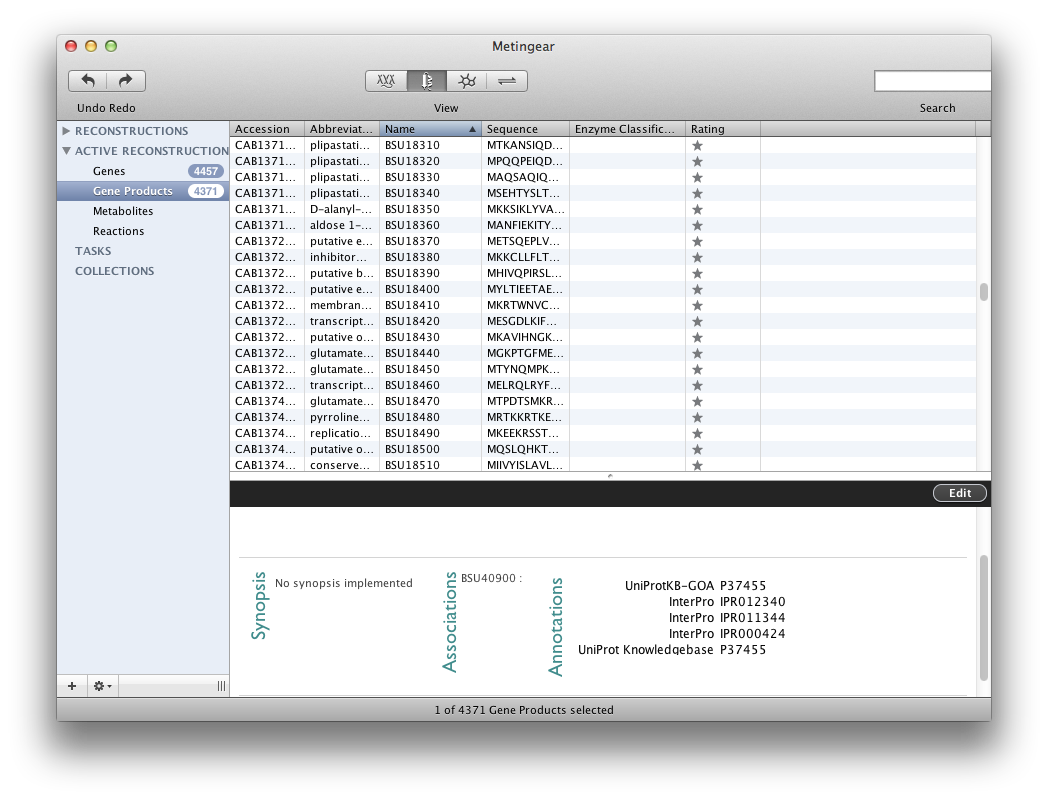 Metingear
Undo Redo
View
Search
RECONSTRUCTIONS
ACTIVE RECONSTRUCTION
Genes 4457
Gene Products 4371
Metabolites
Reactions
TASKS
COLLECTIONS
Accession Abbreviat... Name Sequence Enzyme Classific... Rating
CAB1371... plipastati... BSU18310 MTKANSIQD...
CAB1371... plipastati... BSU18320 MPQQPEIQD...
CAB1371... plipastati... BSU18330 MAQSAQIQ...
CAB1371... plipastati... BSU18340 MSEHTYSLT...
CAB1371... D-alanyl-... BSU18350 MKKSIKLYVA...
CAB1371... aldose 1-... BSU18360 MANFIEKITY...
CAB1372... putative e... BSU18370 METSQEPLV...
CAB1372... inhibitor... BSU18380 MKKCLLFLT...
CAB1372... putative b... BSU18390 MHIVQPIRSL...
CAB1372... putative e... BSU18400 MYLTIEETAE...
CAB1372... membran... BSU18410 MKRTWNVC...
CAB1372... transcript... BSU18420 MESGDLKIF...
CAB1372... putative o... BSU18430 MKAVIHNGK...
CAB1372... glutamate... BSU18440 MGKPTGFME...
CAB1372... glutamate... BSU18450 MTYNQMPK...
CAB1372... transcript... BSU18460 MELRQLRYF...
CAB1374... glutamate... BSU18470 MTPDTSMKR...
CAB1374... pyrroline... BSU18480 MRTKKRTKE...
CAB1374... replicatio... BSU18490 MKEEKRSST...
CAB1374... putative o... BSU18500 MQSLQHKT...
CAB1374... conserve... BSU18510 MIIVYISLAVL...
Edit
Synopsis
No synopsis implemented
Associations
BSU40900 :
Annotations
UniProtKB-GOA P37455
InterPro IPR012340
InterPro IPR011344
InterPro IPR000424
UniProt Knowledgebase P37455
1 of 4371 Gene Products selected